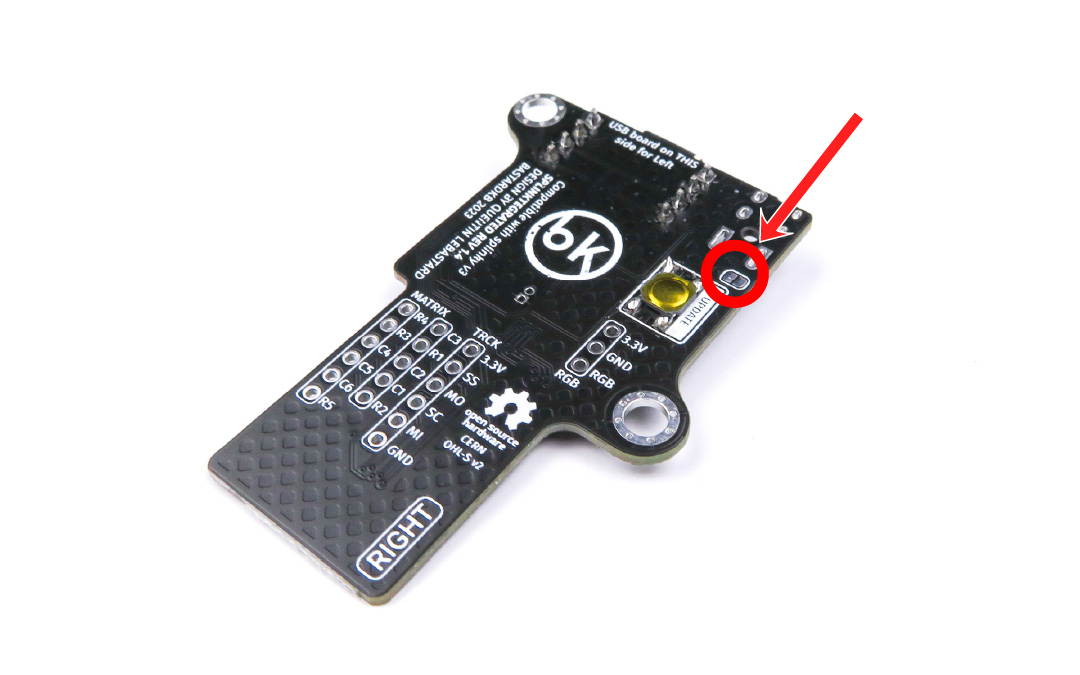 USB board on THIS
side for Left
Compatible with splinky v3
SPLINKTEGRATED REV 1.4
DESIGN BY QUENTIN LEBASTARD
BASTARDKB 2023
bk
UPDATE
MATRIX
R4
C3
R3
R1
C4
C2
C5
C1
C6
R2
R5
TRCK
3.3V
SS
MO
SC
MI
GND
3.3V
GND
RGB
RGB
open source
hardware
CERN
OHL-S v2
RIGHT